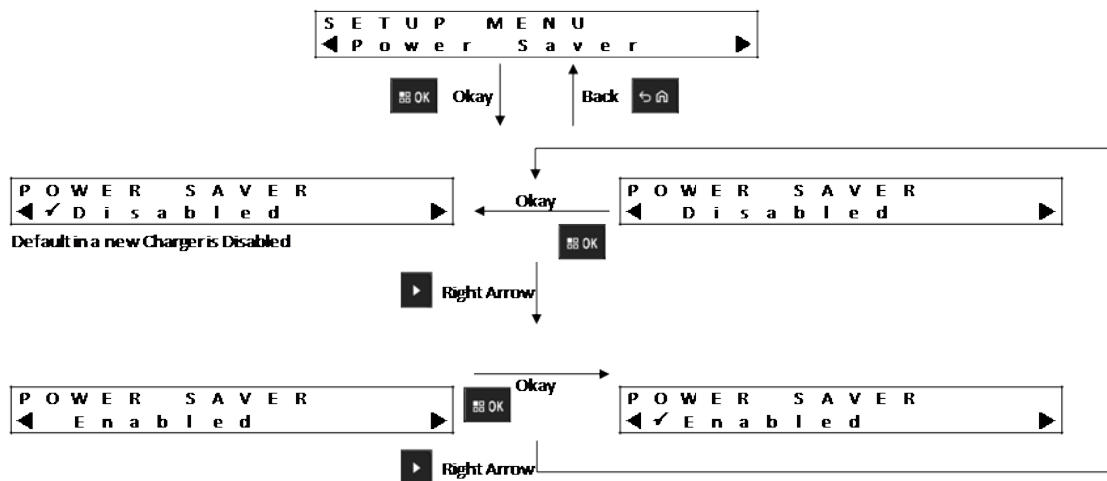 SETUP MENU
Power Saver
OK Okay
Back
POWER SAVER
✓Disabled
Default in a new Charger is Disabled
Okay
OK
POWER SAVER
Disabled
Right Arrow
POWER SAVER
Enabled
Okay
OK
POWER SAVER
✓Enabled
Right Arrow